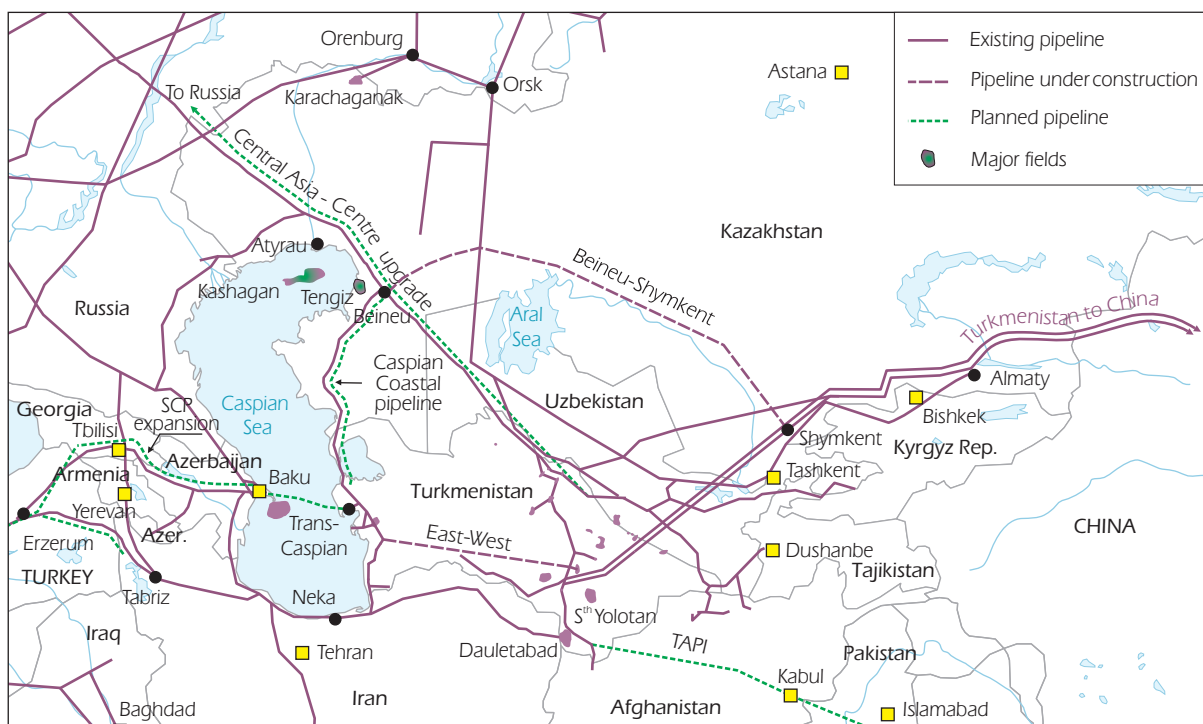 Existing pipeline
Pipeline under construction
Planned pipeline
Major fields
Orenburg
Astana
Orsk
To Russia
Karachaganak
Central Asia - Centre upgrade
Kazakhstan
Atyrau
Kashagan
Tengiz
Beineu
Beineu-Shymkent
Russia
Aral
Sea
Turkmenistan to China
Caspian
Coastal
pipeline
Almaty
Uzbekistan
Bishkek
SCP
expansion
Georgia
Tbilisi
Caspian
Sea
Shymkent
Kyrgyz Rep.
Azerbaijan
Armenia
Baku
Tashkent
Turkmenistan
Yerevan
Trans-
Caspian
CHINA
Azer.
East-West
Erzerum
Dushanbe
TURKEY
Tajikistan
Tabriz
Neka
Sth Yolotan
Iraq
Tehran
Dauletabad
TAPI
Pakistan
Kabul
Iran
Afghanistan
Islamabad
Baghdad